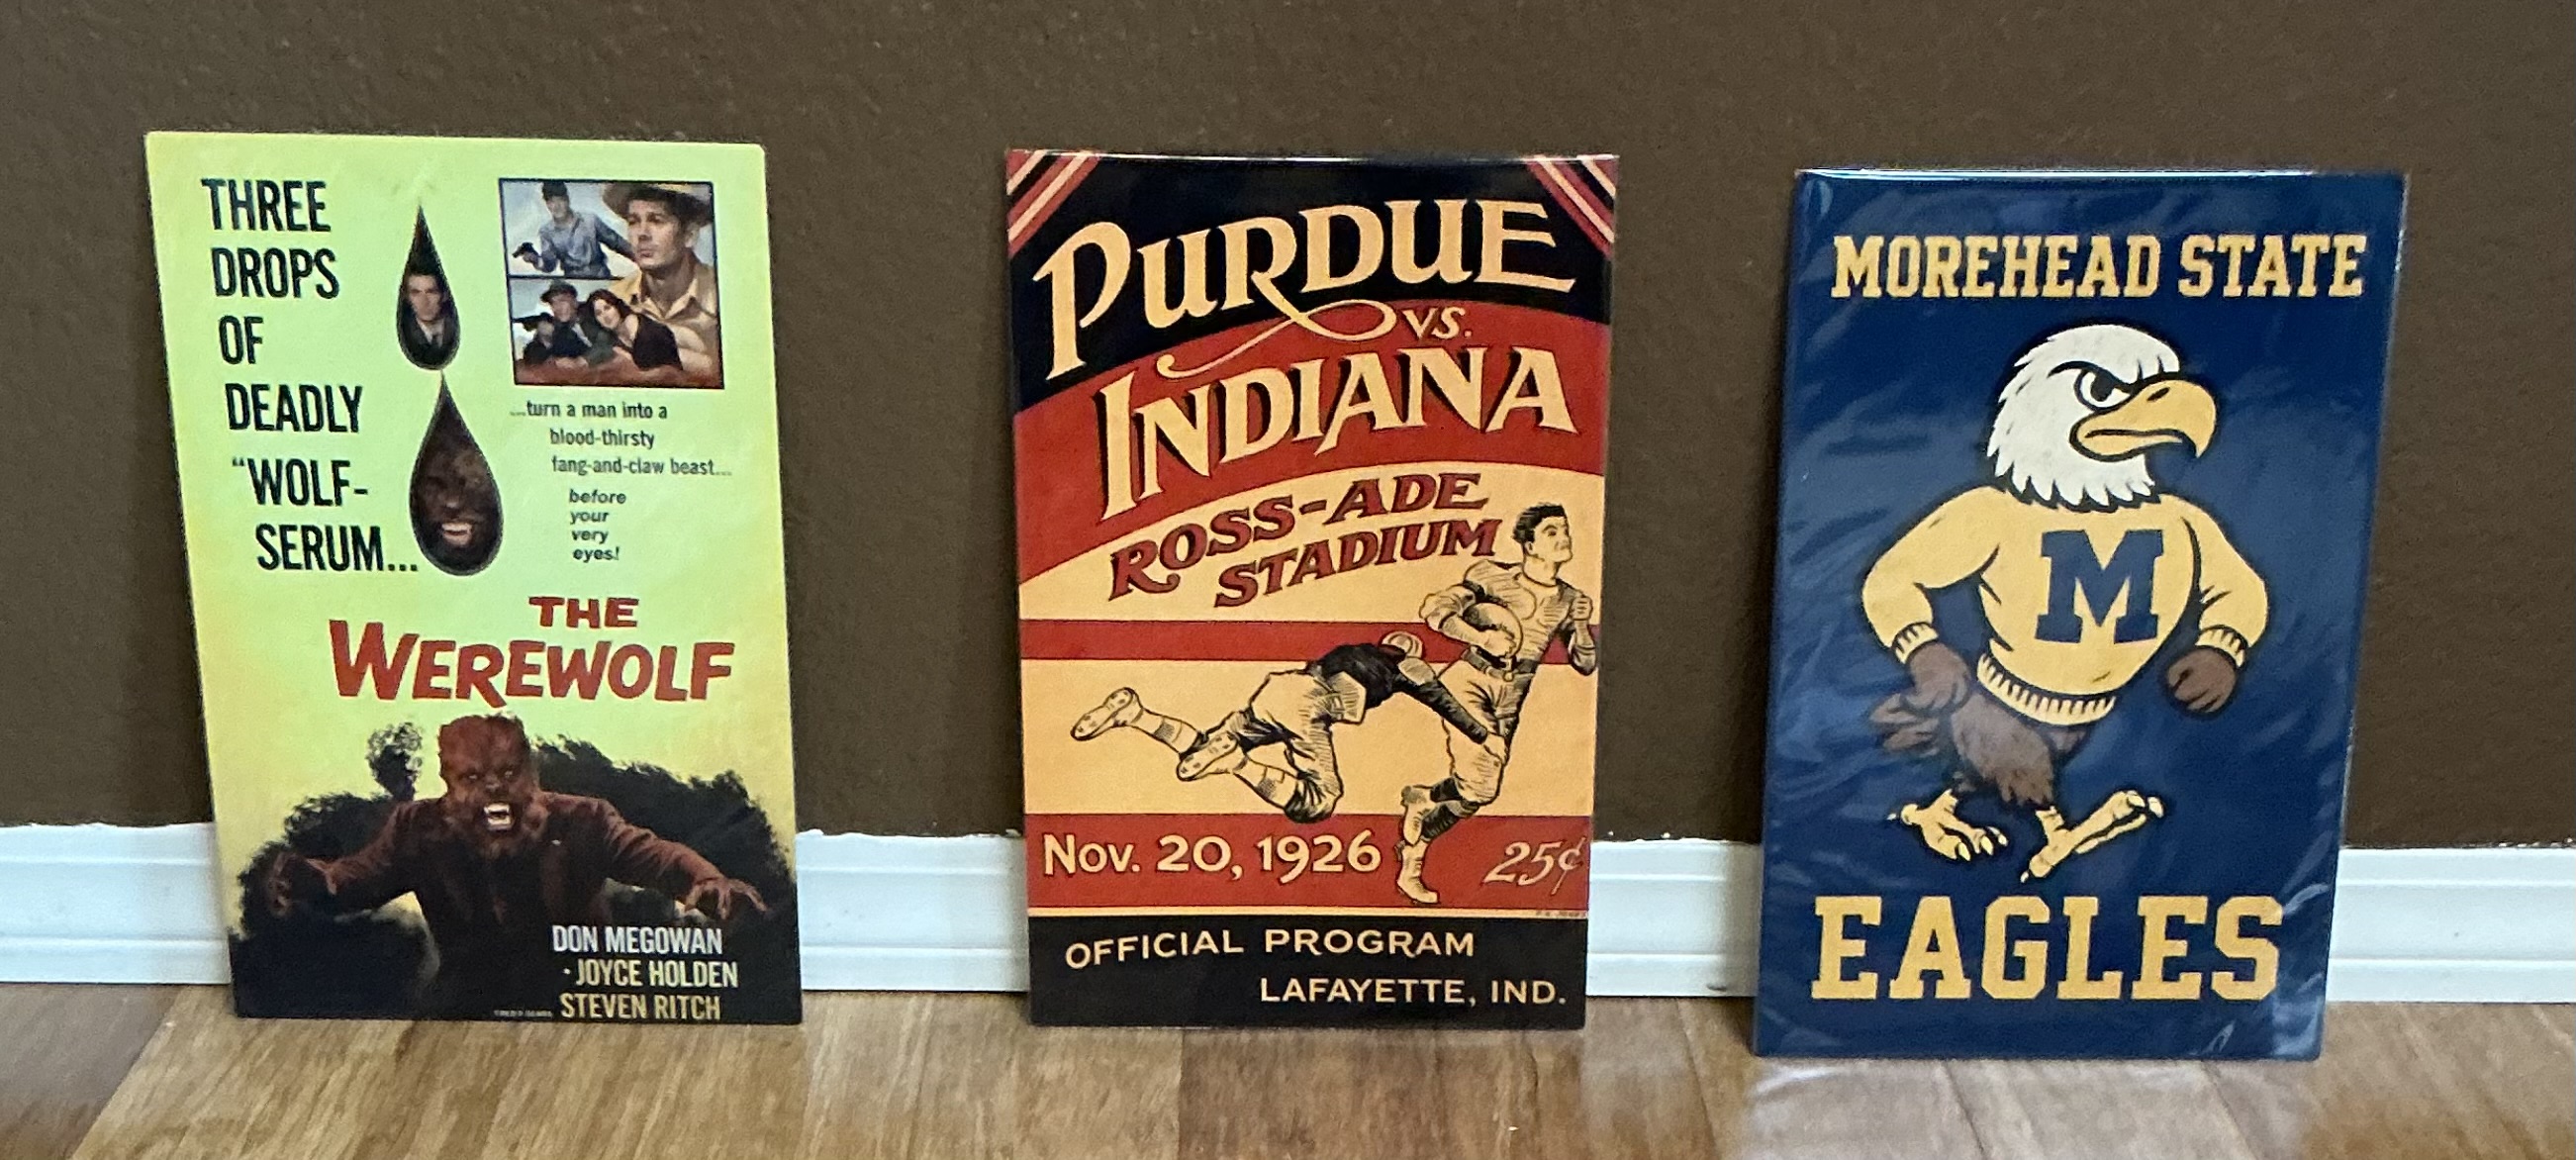 THREE
DROPS
OF
DEADLY
“WOLF-
SERUM...
...turn a man into a
blood-thirsty
fang-and-claw beast...
before
your
very
eyes!
THE
WEREWOLF
DON MEGOWAN
· JOYCE HOLDEN
STEVEN RITCH
PURDUE
VS.
INDIANA
ROSS-ADE
STADIUM
Nov. 20, 1926
25¢
OFFICIAL PROGRAM
LAFAYETTE, IND.
MOREHEAD STATE
M
EAGLES